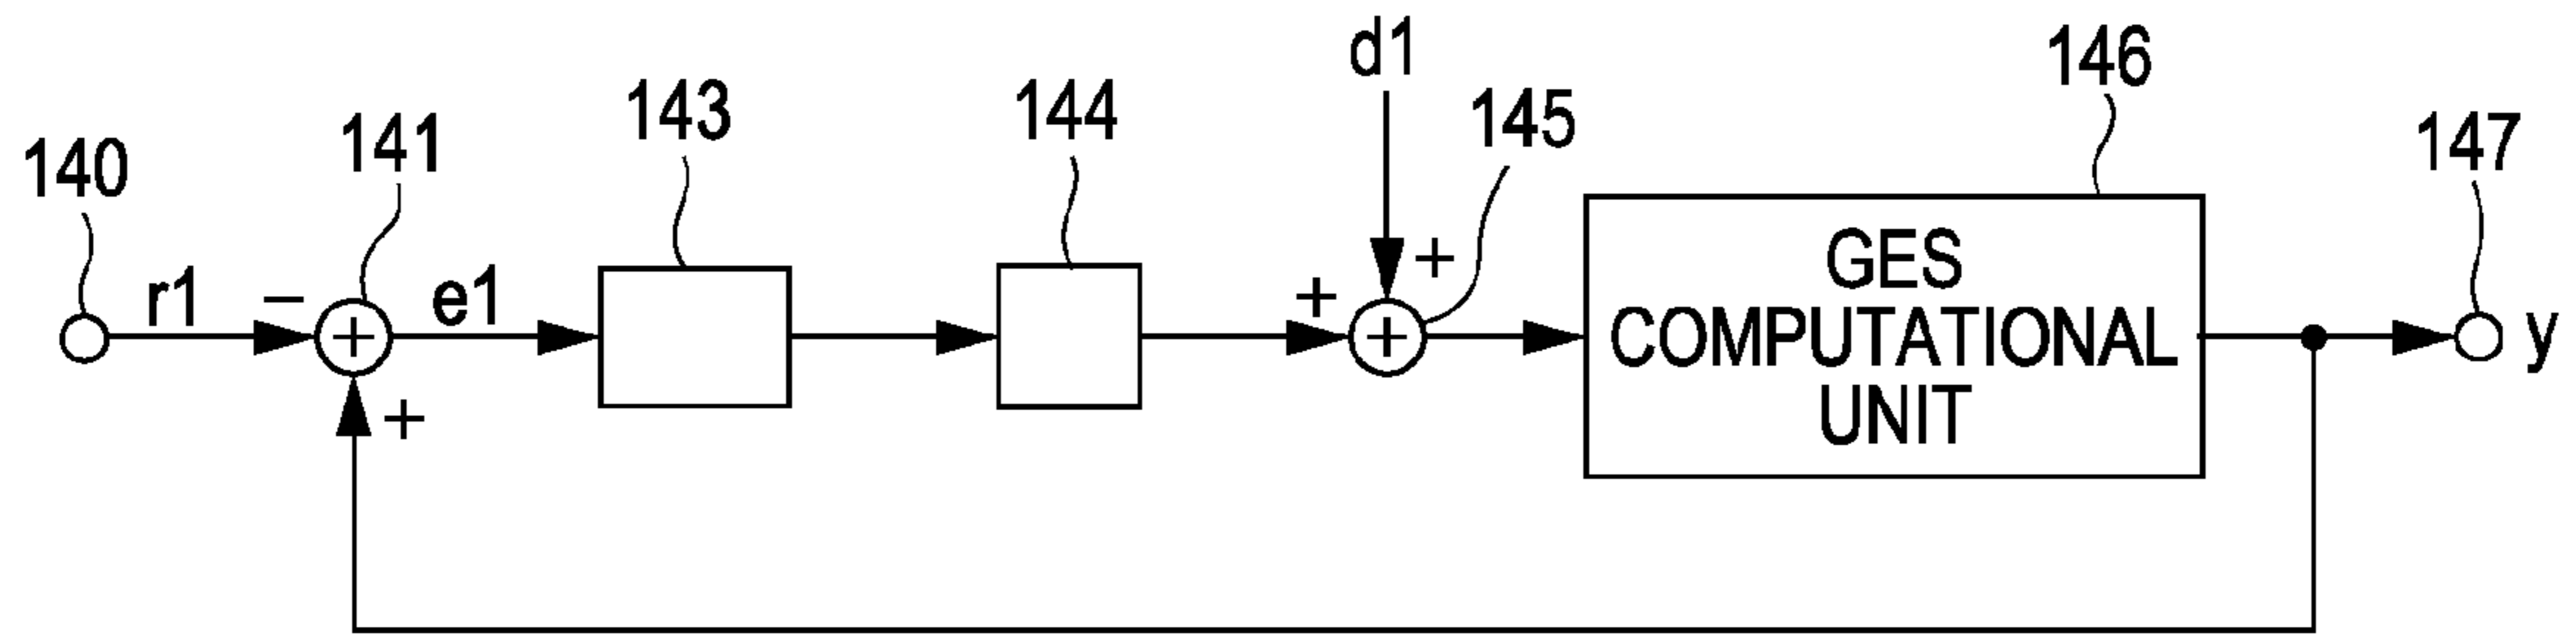 140
141
143
144
d1
145
146
147
r1
−
e1
+
+
+
+
+
GES
COMPUTATIONAL
UNIT
y